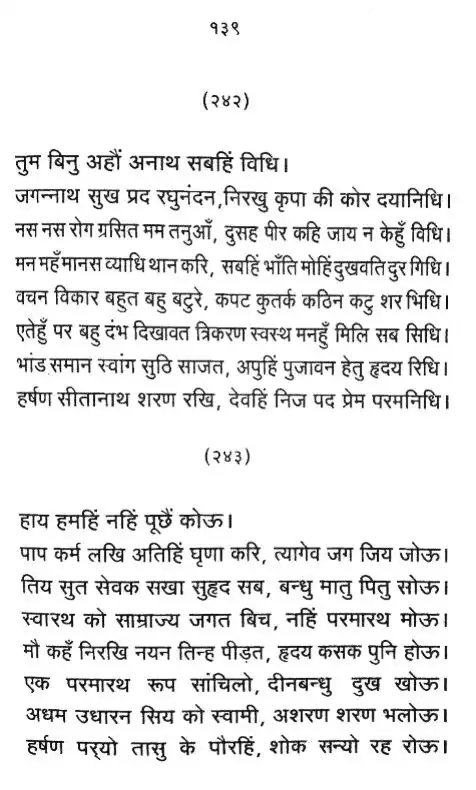 १३९
(२४२)
तुम बिनु अहौं अनाथ सबहिं विधि।
जगन्नाथ सुख प्रद रघुनंदन,निरखु कृपा की कोर दयानिधि।
नस नस रोग ग्रसित मम तनुआँ, दुसह पीर कहि जाय न केहुँ विधि।
मन महँ मानस व्याधि थान करि, सबहिं भाँति मोहिं दुखवति दुर गिधि।
वचन विकार बहुत बहु बटुरे, कपट कुतर्क कठिन कटु शर भिधि।
एतेहुँ पर बहु दंभ दिखावत त्रिकरण स्वस्थ मनहुँ मिलि सब सिधि।
भांड समान स्वांग सुठि साजत, अपुहिं पुजावन हेतु हृदय रिधि।
हर्षण सीतानाथ शरण रखि, देवहिं निज पद प्रेम परमनिधि।
(२४३)
हाय हमहिं नहिं पूछैं कोऊ।
पाप कर्म लखि अतिहिं घृणा करि, त्यागेव जग जिय जोऊ।
तिय सुत सेवक सखा सुहृद सब, बन्धु मातु पितु सोऊ।
स्वारथ को साम्राज्य जगत बिच, नहिं परमारथ मोऊ।
मौ कहँ निरखि नयन तिन्ह पीड़त, हृदय कसक पुनि होऊ।
एक परमारथ रूप सांचिलो, दीनबन्धु दुख खोऊ।
अधम उधारन सिय को स्वामी, अशरण शरण भलोऊ।
हर्षण पर्‌यो तासु के पौरहिं, शोक सन्यो रह रोऊ।